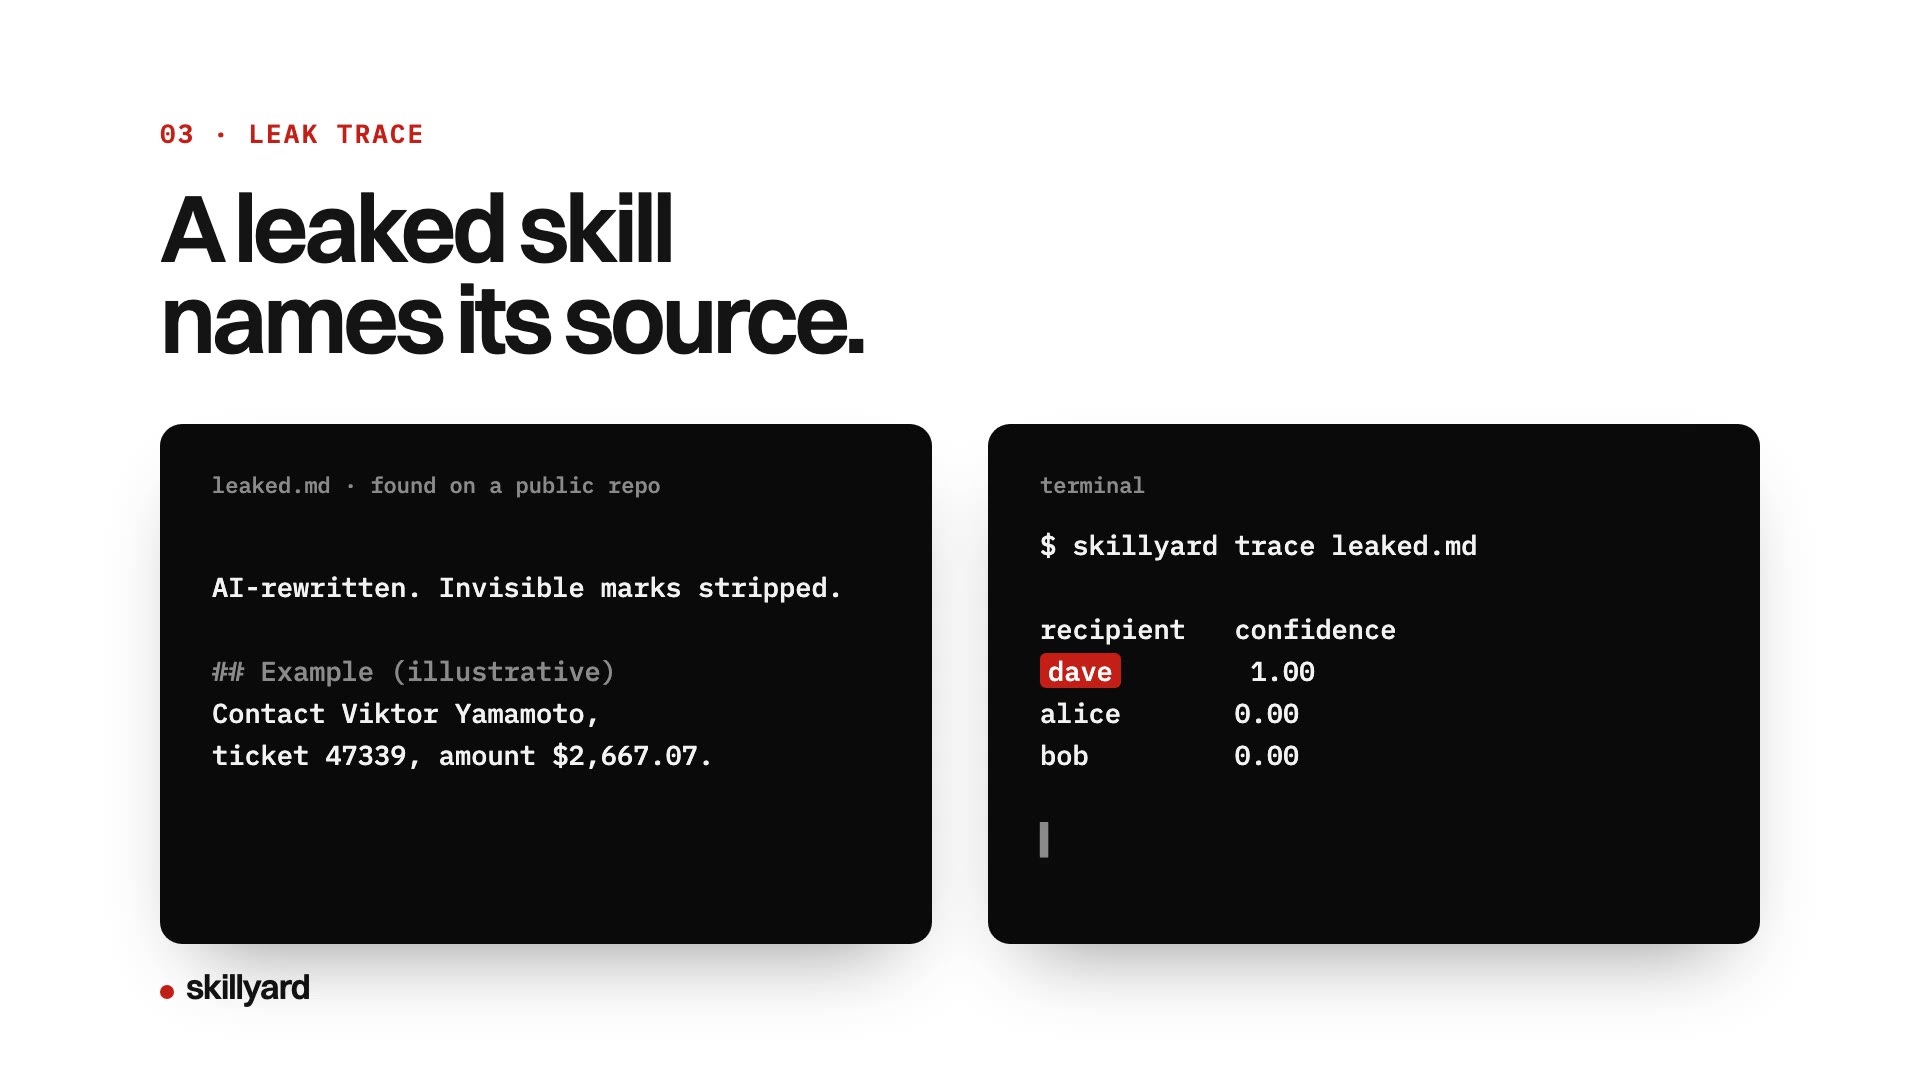 03 · LEAK TRACE
A leaked skill
names its source.
leaked.md · found on a public repo
AI-rewritten. Invisible marks stripped.
## Example (illustrative)
Contact Viktor Yamamoto,
ticket 47339, amount $2,667.07.
terminal
$ skillyard trace leaked.md
recipient confidence
dave 1.00
alice 0.00
bob 0.00
skillyard